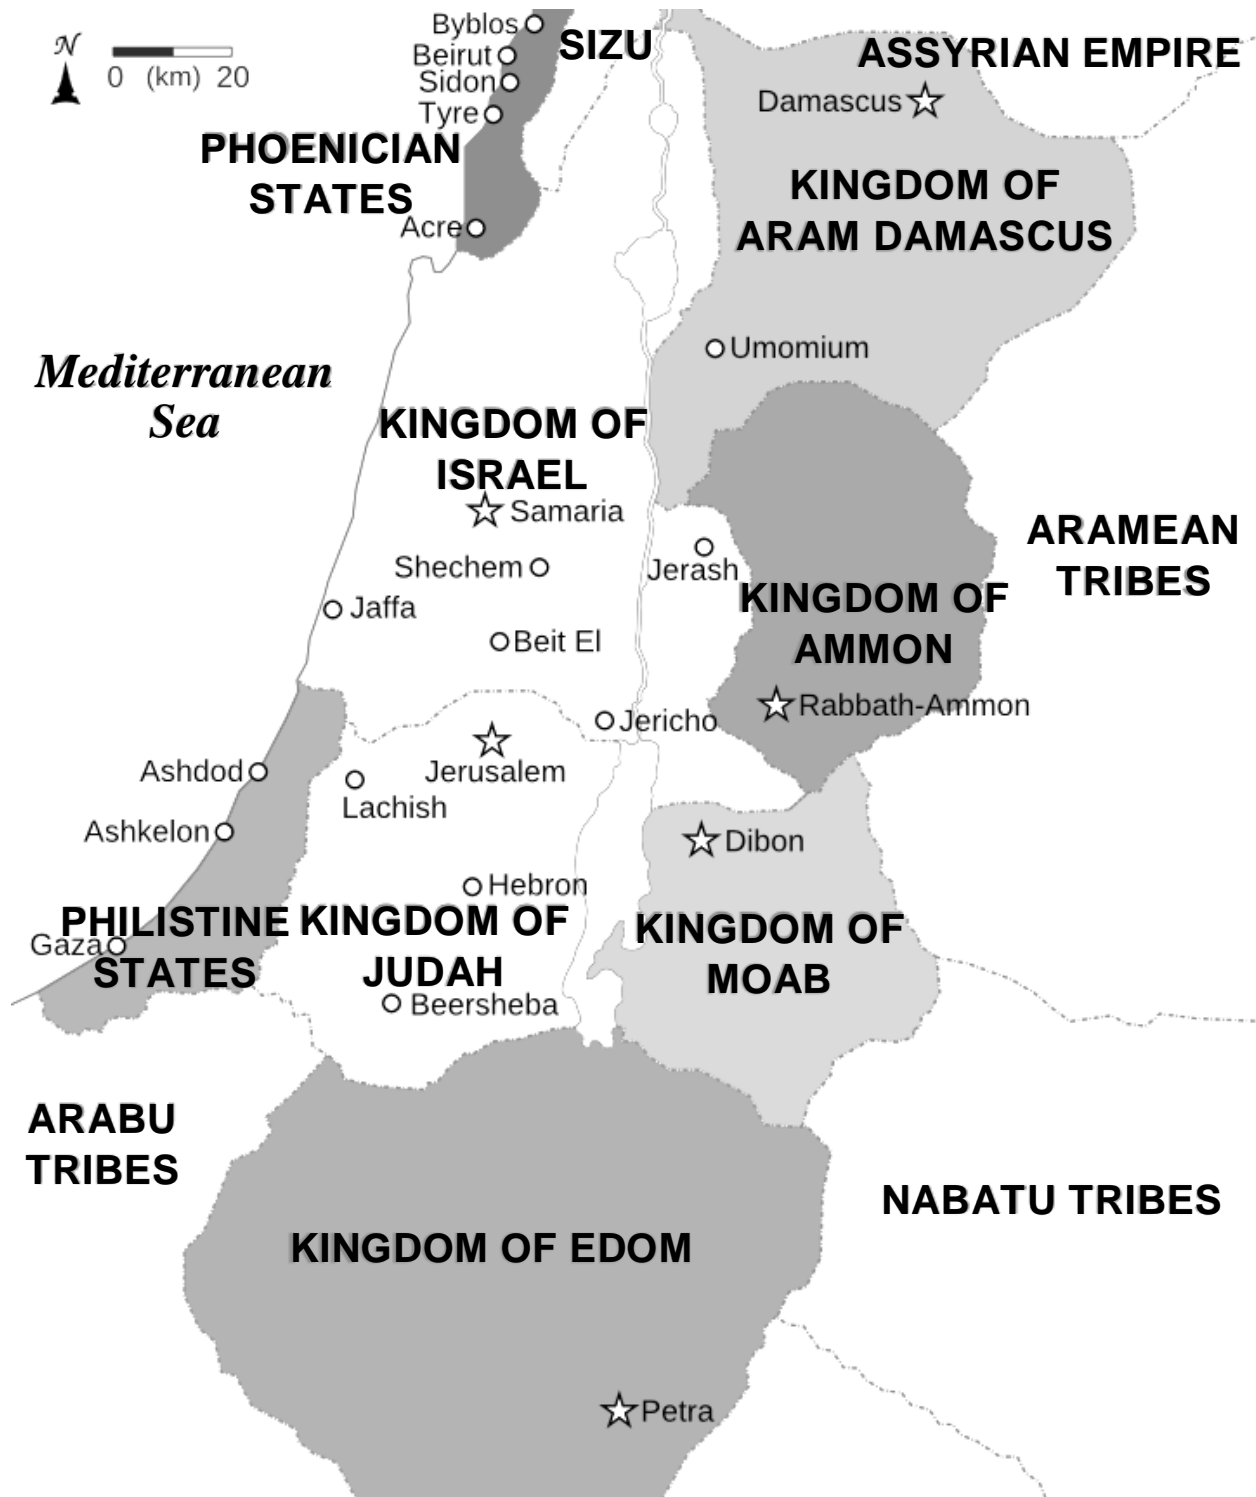 N
0 (km) 20
Byblos
Beirut
Sidon
Tyre
SIZU
ASSYRIAN EMPIRE
Damascus
PHOENICIAN
STATES
Acre
KINGDOM OF
ARAM DAMASCUS
Umomium
Mediterranean
Sea
KINGDOM OF
ISRAEL
Samaria
Shechem
Jerash
ARAMEAN
TRIBES
Jaffa
Beit El
KINGDOM OF
AMMON
Rabbath-Ammon
Jericho
Jerusalem
Ashdod
Lachish
Ashkelon
Dibon
Hebron
PHILISTINE
STATES
Gaza
KINGDOM OF
JUDAH
Beersheba
KINGDOM OF
MOAB
ARABU
TRIBES
NABATU TRIBES
KINGDOM OF EDOM
Petra